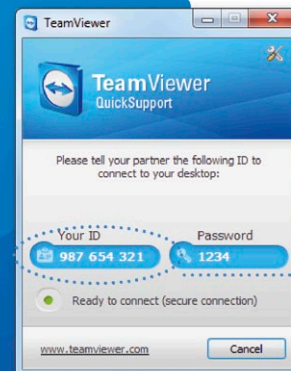 TeamViewer
TeamViewer
QuickSupport
Please tell your partner the following ID to
connect to your desktop:
Your ID Password
987 654 321 1234
Ready to connect (secure connection)
www.teamviewer.com Cancel